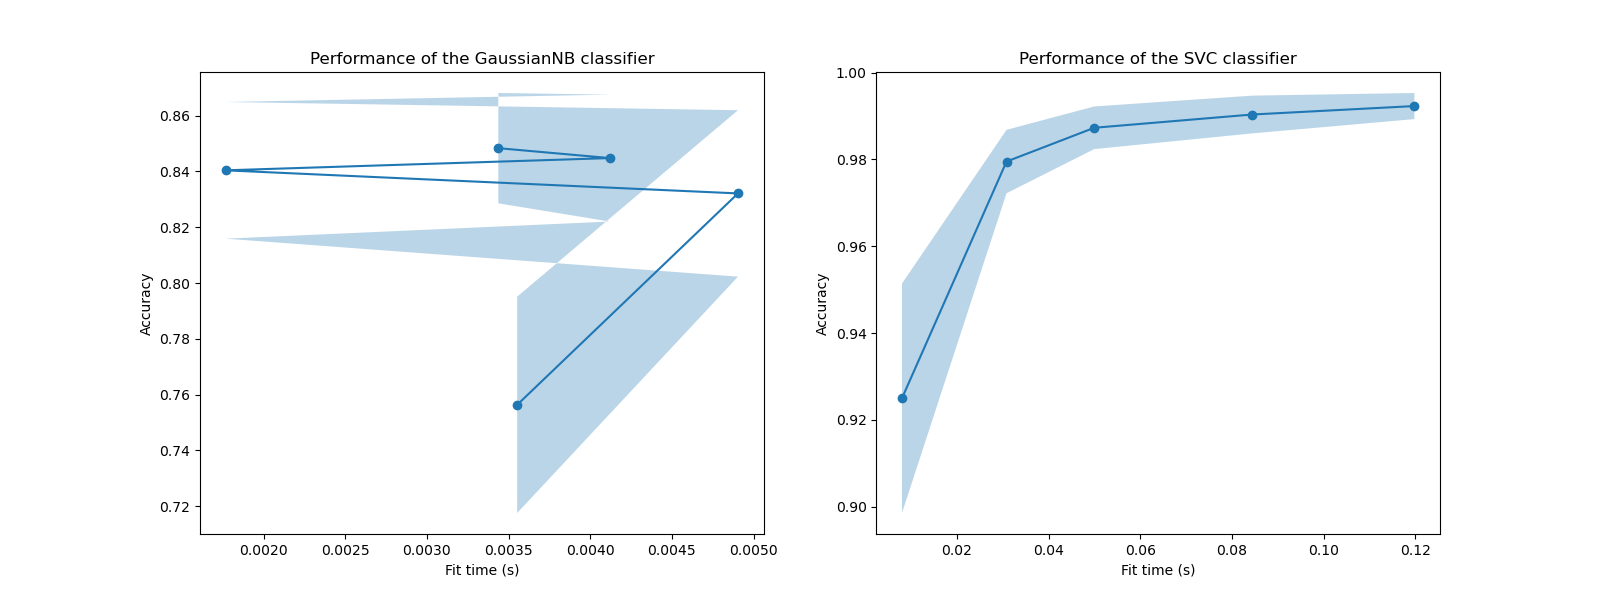 Performance of the GaussianNB classifier
Accuracy
0.86
0.84
0.82
0.80
0.78
0.76
0.74
0.72
0.0020 0.0025 0.0030 0.0035 0.0040 0.0045 0.0050
Fit time (s)
Performance of the SVC classifier
Accuracy
1.00
0.98
0.96
0.94
0.92
0.90
0.02 0.04 0.06 0.08 0.10 0.12
Fit time (s)